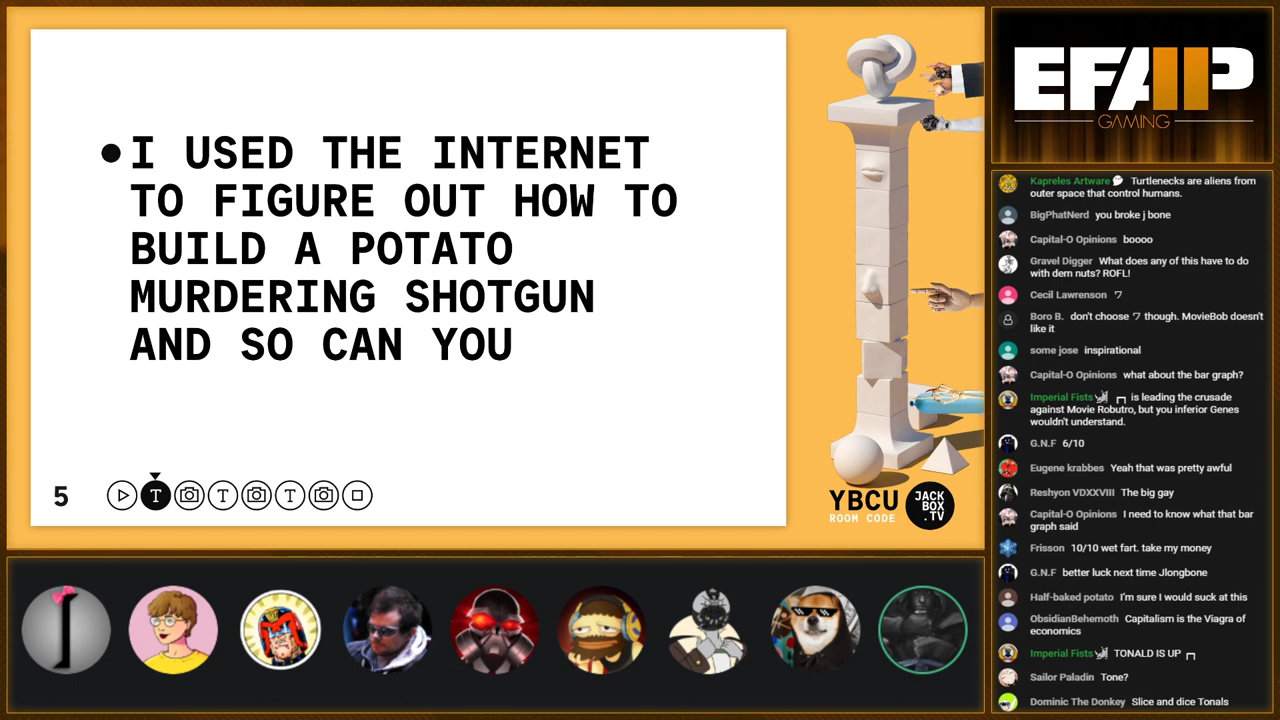 ●I USED THE INTERNET
TO FIGURE OUT HOW TO
BUILD A POTATO
MURDERING SHOTGUN
AND SO CAN YOU
5
T
T
T
YBCU
ROOM CODE
JACK
BOX
.TV
EFAP
GAMING
Kapreles Artware Turtlenecks are aliens from
outer space that control humans.
BigPhatNerd you broke j bone
Capital-O Opinions boooo
Gravel Digger What does any of this have to do
with dem nuts? ROFL!
Cecil Lawrenson ワ
Boro B. don't choose ワ though. MovieBob doesn't
like it
some jose inspirational
Capital-O Opinions what about the bar graph?
Imperial Fists ┌┐ is leading the crusade
against Movie Robutro, but you inferior Genes
wouldn't understand.
G.N.F 6/10
Eugene krabbes Yeah that was pretty awful
Reshyon VDXXVIII The big gay
Capital-O Opinions I need to know what that bar
graph said
Frisson 10/10 wet fart. take my money
G.N.F better luck next time Jlongbone
Half-baked potato I'm sure I would suck at this
ObsidianBehemoth Capitalism is the Viagra of
economics
Imperial Fists TONALD IS UP ┌┐
Sailor Paladin Tone?
Dominic The Donkey Slice and dice Tonals